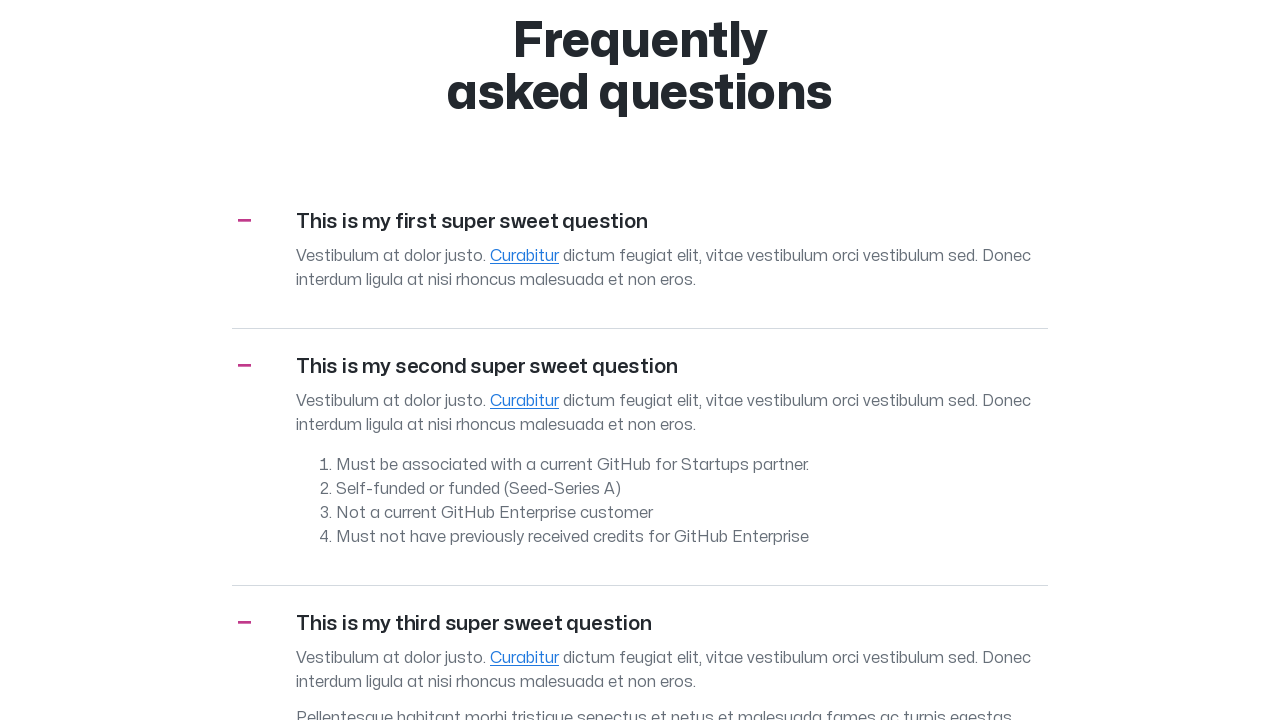 Frequently
asked questions
This is my first super sweet question
Vestibulum at dolor justo. Curabitur dictum feugiat elit, vitae vestibulum orci vestibulum sed. Donec
interdum ligula at nisi rhoncus malesuada et non eros.
This is my second super sweet question
Vestibulum at dolor justo. Curabitur dictum feugiat elit, vitae vestibulum orci vestibulum sed. Donec
interdum ligula at nisi rhoncus malesuada et non eros.
1. Must be associated with a current GitHub for Startups partner.
2. Self-funded or funded (Seed-Series A)
3. Not a current GitHub Enterprise customer
4. Must not have previously received credits for GitHub Enterprise
This is my third super sweet question
Vestibulum at dolor justo. Curabitur dictum feugiat elit, vitae vestibulum orci vestibulum sed. Donec
interdum ligula at nisi rhoncus malesuada et non eros.
Pellentesque habitant morbi tristique senectus et netus et malesuada fames ac turpis egestas.